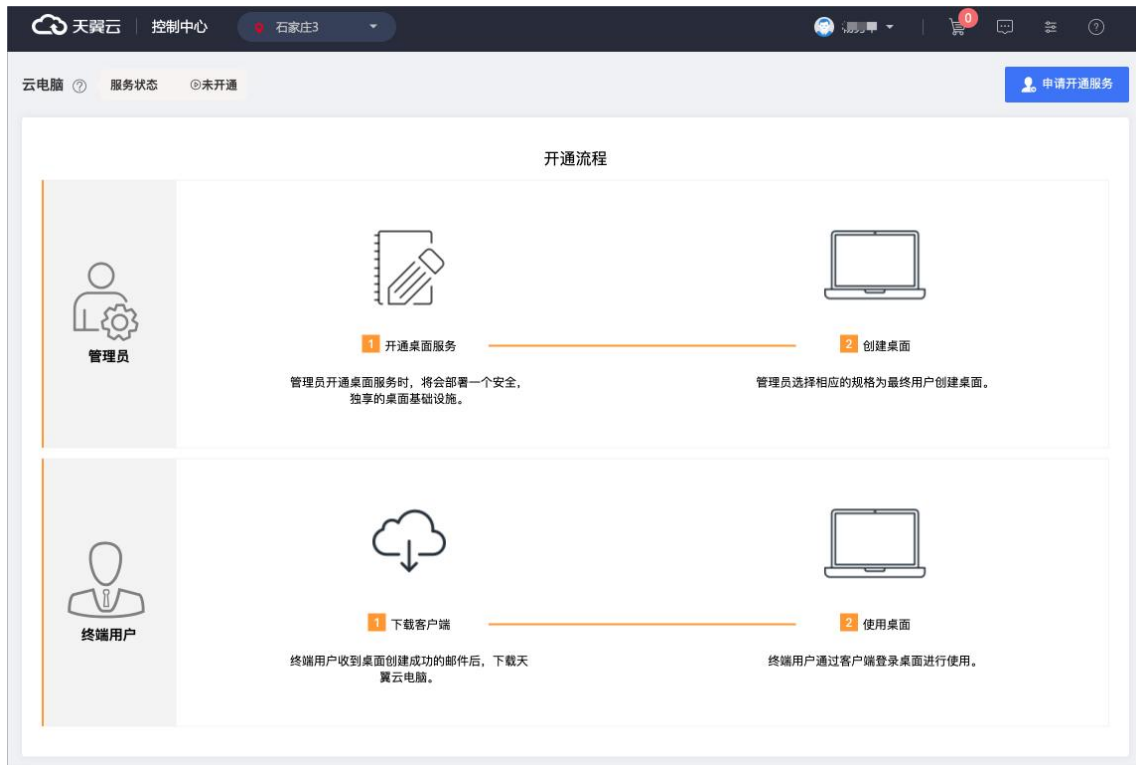 天翼云 控制中心 石家庄3 0
云电脑 服务状态 未开通 申请开通服务
开通流程
管理员
1 开通桌面服务
管理员开通桌面服务时，将会部署一个安全，
独享的桌面基础设施。
2 创建桌面
管理员选择相应的规格为最终用户创建桌面。
终端用户
1 下载客户端
终端用户收到桌面创建成功的邮件后，下载天
翼云电脑。
2 使用桌面
终端用户通过客户端登录桌面进行使用。